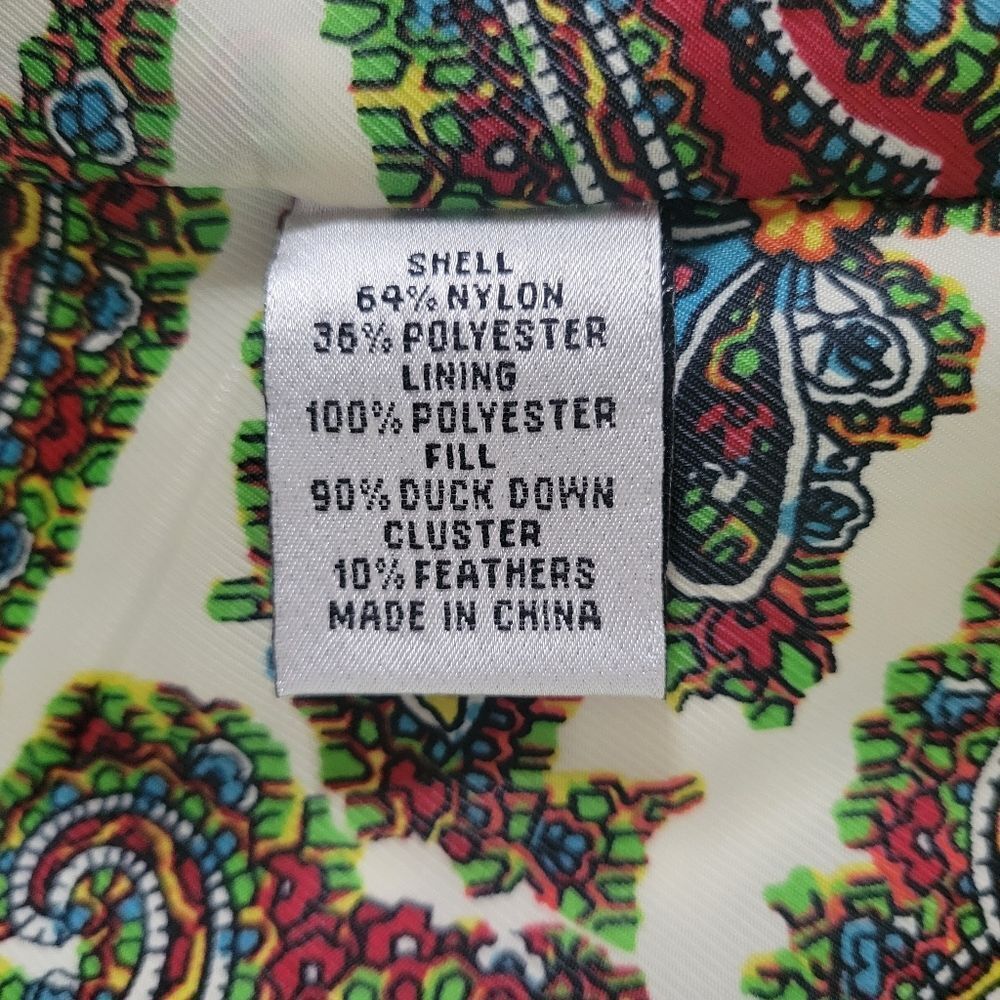 SHELL
64% NYLON
36% POLYESTER
LINING
100% POLYESTER
FILL
90% DUCK DOWN
CLUSTER
10% FEATHERS
MADE IN CHINA